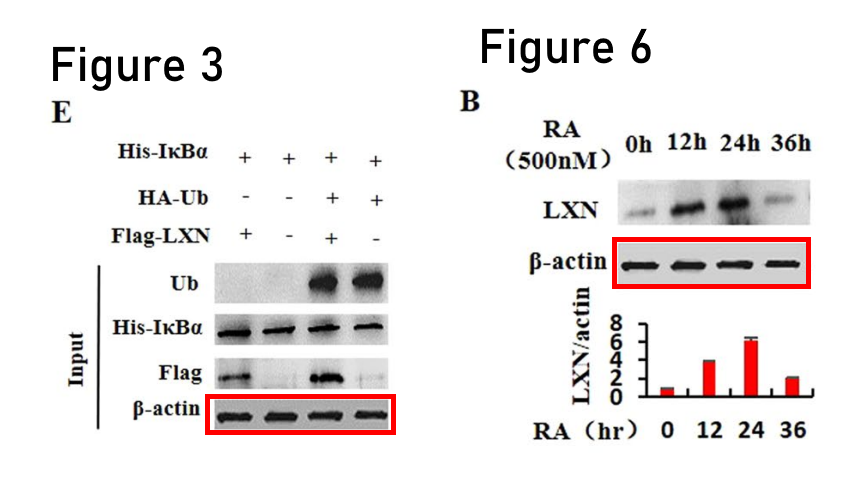 Figure 3
E
His-IκBα + + + +
HA-Ub - - + +
Flag-LXN + - + -
Input
Ub
His-IκBα
Flag
β-actin
Figure 6
B
RA
（500nM） 0h 12h 24h 36h
LXN
β-actin
LXN/actin
8
6
4
2
0
RA （hr） 0 12 24 36